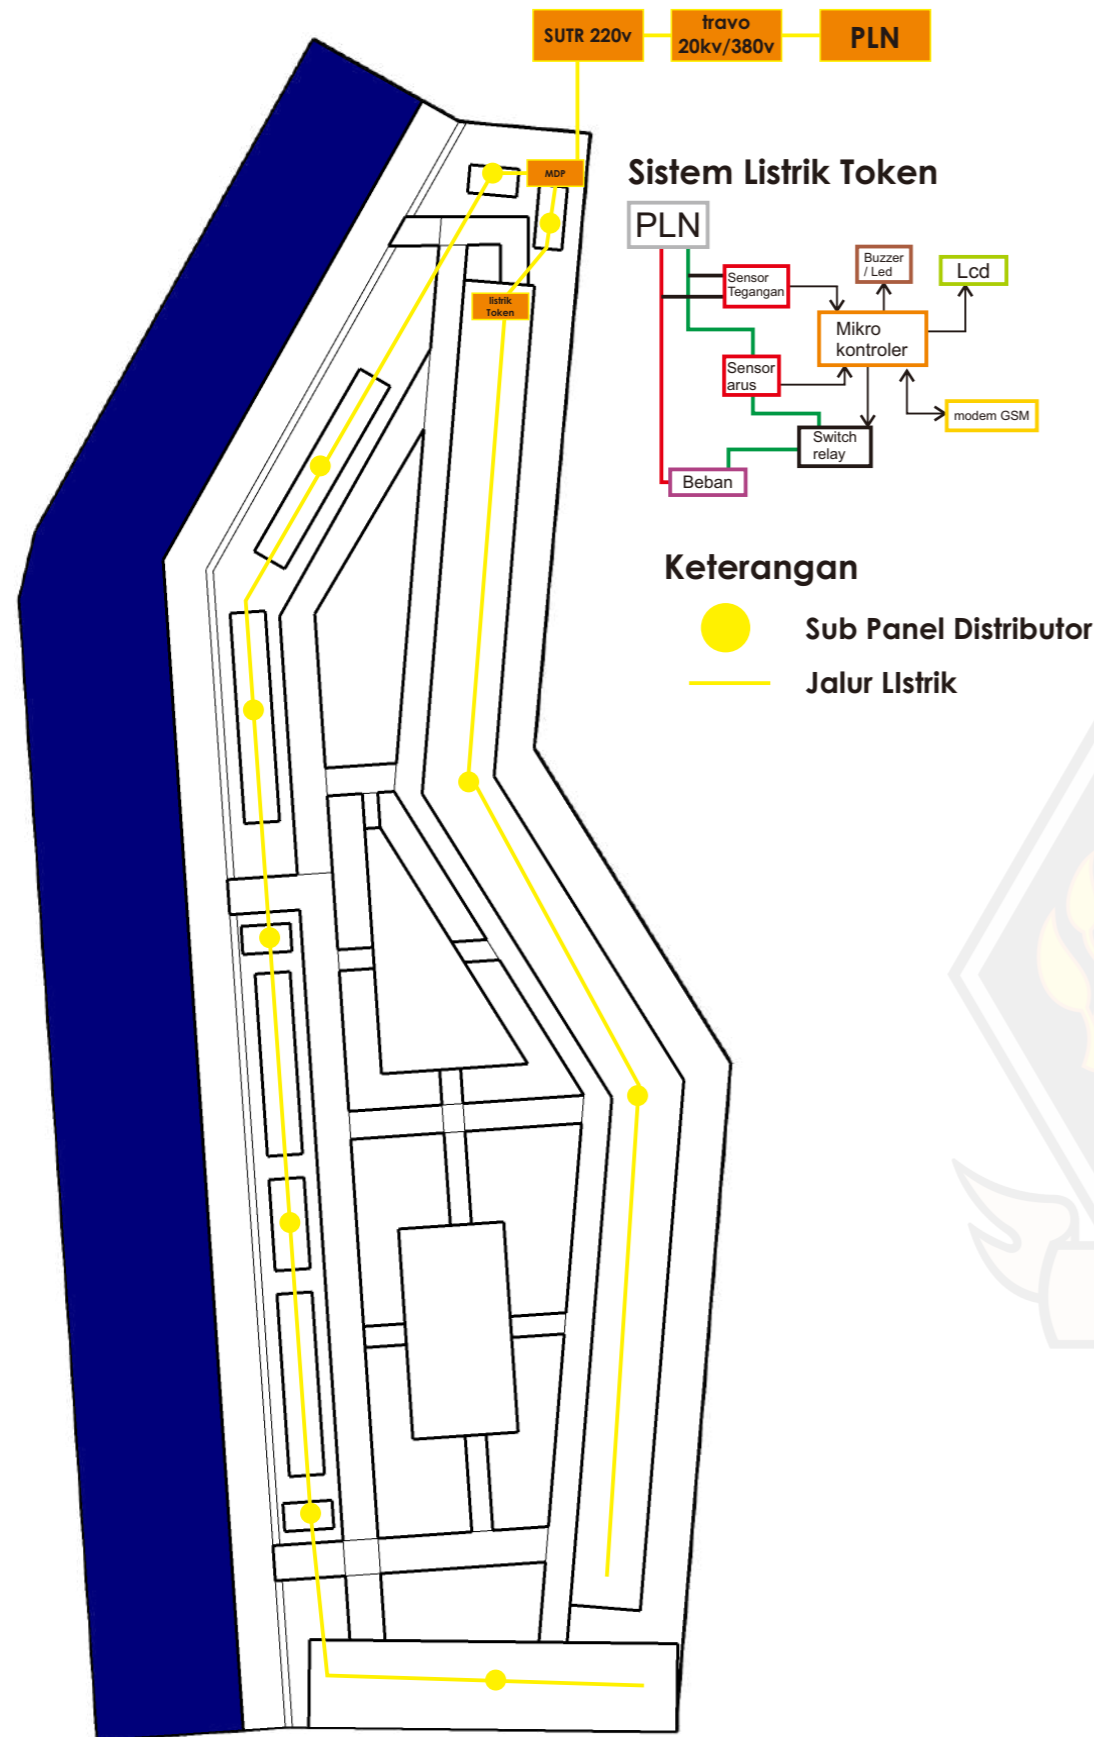 SUTR 220v
travo
20kv/380v
PLN
MDP
Sistem Listrik Token
PLN
Sensor
Tegangan
Buzzer
/ Led
Lcd
Mikro
kontroler
listrik
Token
Sensor
arus
modem GSM
Switch
relay
Beban
Keterangan
Sub Panel Distributor
Jalur LIstrik